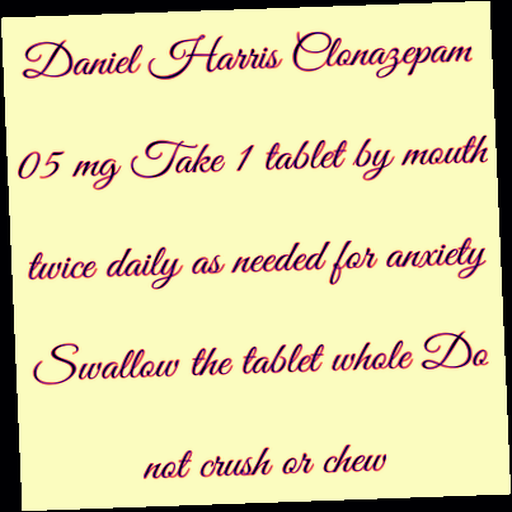 Daniel Harris Clonazepam
05 mg Take 1 tablet by mouth
twice daily as needed for anxiety
Swallow the tablet whole Do
not crush or chew